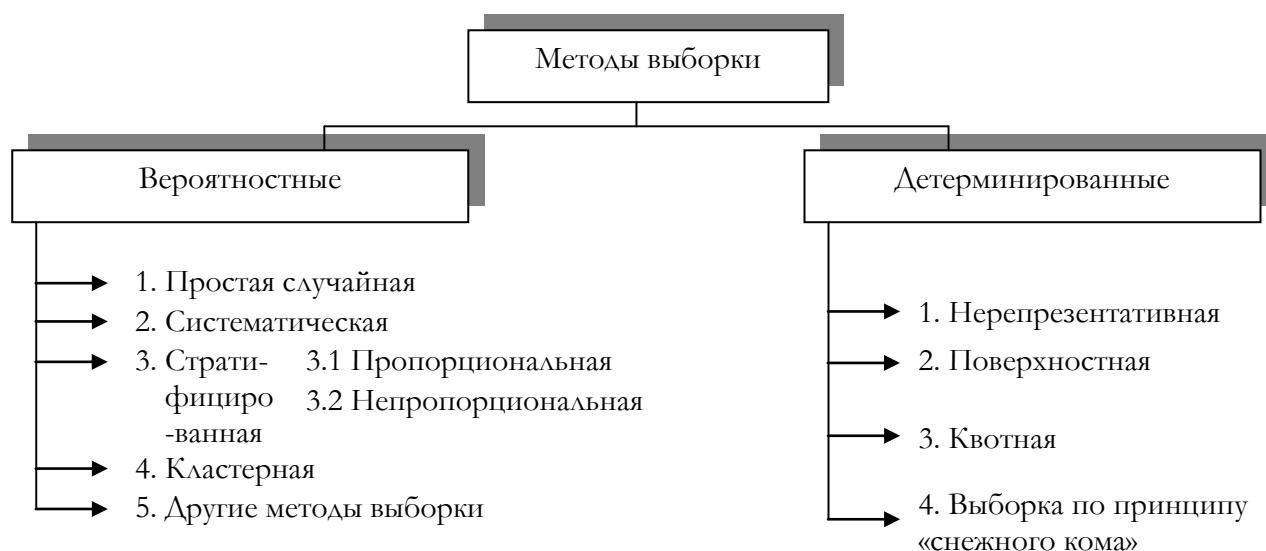 Методы выборки
Вероятностные
Детерминированные
1. Простая случайная
2. Систематическая
3. Страти- 3.1 Пропорциональная
фициро 3.2 Непропорциональная
-ванная
4. Кластерная
5. Другие методы выборки
1. Нерепрезентативная
2. Поверхностная
3. Квотная
4. Выборка по принципу
«снежного кома»